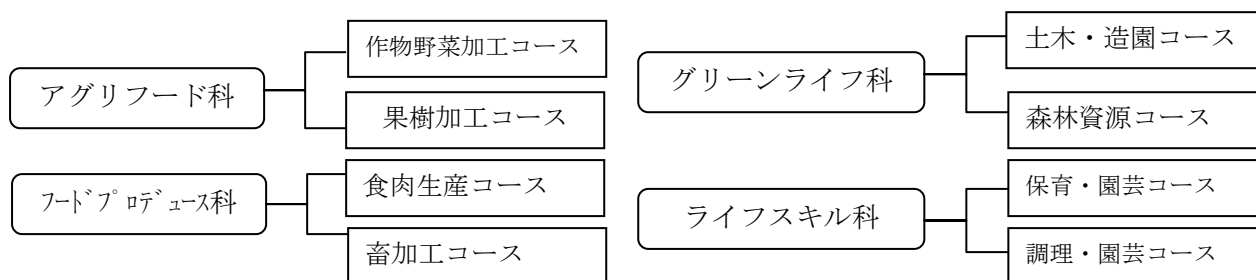 アグリフード科
作物野菜加工コース
果樹加工コース
フードプロデュース科
食肉生産コース
畜加工コース
グリーンライフ科
土木・造園コース
森林資源コース
ライフスキル科
保育・園芸コース
調理・園芸コース